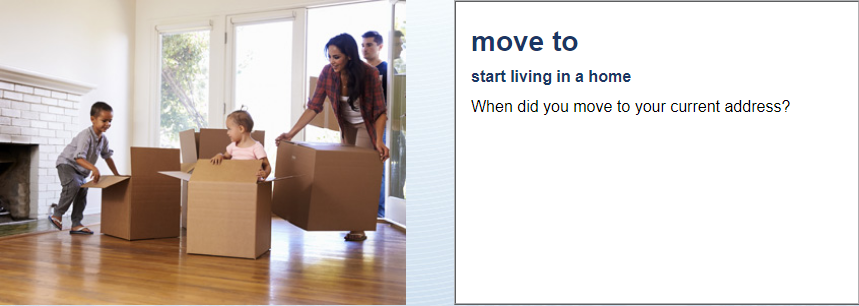 move to
start living in a home
When did you move to your current address?